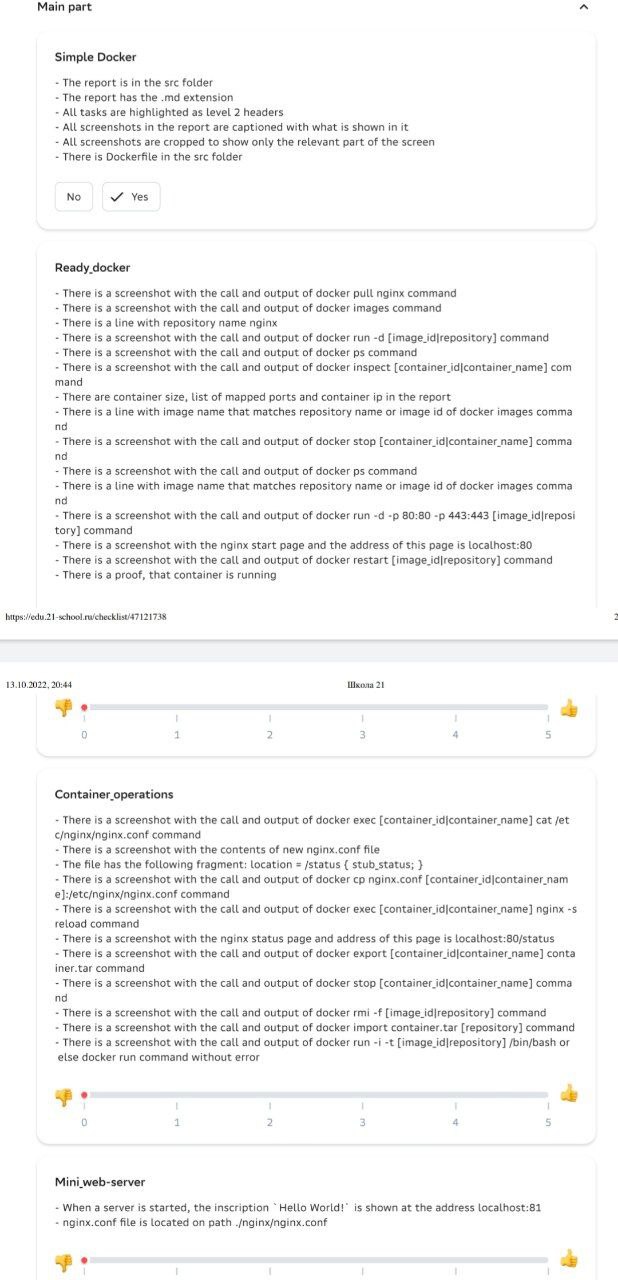 Main part
Simple Docker
- The report is in the src folder
- The report has the .md extension
- All tasks are highlighted as level 2 headers
- All screenshots in the report are captioned with what is shown in it
- All screenshots are cropped to show only the relevant part of the screen
- There is Dockerfile in the src folder
No Yes
Ready_docker
- There is a screenshot with the call and output of docker pull nginx command
- There is a screenshot with the call and output of docker images command
- There is a line with repository name nginx
- There is a screenshot with the call and output of docker run -d [image_id|repository] command
- There is a screenshot with the call and output of docker ps command
- There is a screenshot with the call and output of docker inspect [container_id|container_name] com
mand
- There are container size, list of mapped ports and container ip in the report
- There is a line with image name that matches repository name or image id of docker images comma
nd
- There is a screenshot with the call and output of docker stop [container_id|container_name] comma
nd
- There is a screenshot with the call and output of docker ps command
- There is a line with image name that matches repository name or image id of docker images comma
nd
- There is a screenshot with the call and output of docker run -d -p 80:80 -p 443:443 [image_id|reposi
tory] command
- There is a screenshot with the nginx start page and the address of this page is localhost:80
- There is a screenshot with the call and output of docker restart [image_id|repository] command
- There is a proof, that container is running
https://edu.21-school.ru/checklist/47121738 2
13.10.2022, 20:44 Школа 21
0 1 2 3 4 5
Container_operations
- There is a screenshot with the call and output of docker exec [container_id|container_name] cat /et
c/nginx/nginx.conf command
- There is a screenshot with the contents of new nginx.conf file
- The file has the following fragment: location = /status { stub_status; }
- There is a screenshot with the call and output of docker cp nginx.conf [container_id|container_nam
e]:/etc/nginx/nginx.conf command
- There is a screenshot with the call and output of docker exec [container_id|container_name] nginx -s
reload command
- There is a screenshot with the nginx status page and address of this page is localhost:80/status
- There is a screenshot with the call and output of docker export [container_id|container_name] conta
iner.tar command
- There is a screenshot with the call and output of docker stop [container_id|container_name] comma
nd
- There is a screenshot with the call and output of docker rmi -f [image_id|repository] command
- There is a screenshot with the call and output of docker import container.tar [repository] command
- There is a screenshot with the call and output of docker run -i -t [image_id|repository] /bin/bash or
else docker run command without error
0 1 2 3 4 5
Mini_web-server
- When a server is started, the inscription `Hello World!` is shown at the address localhost:81
- nginx.conf file is located on path ./nginx/nginx.conf